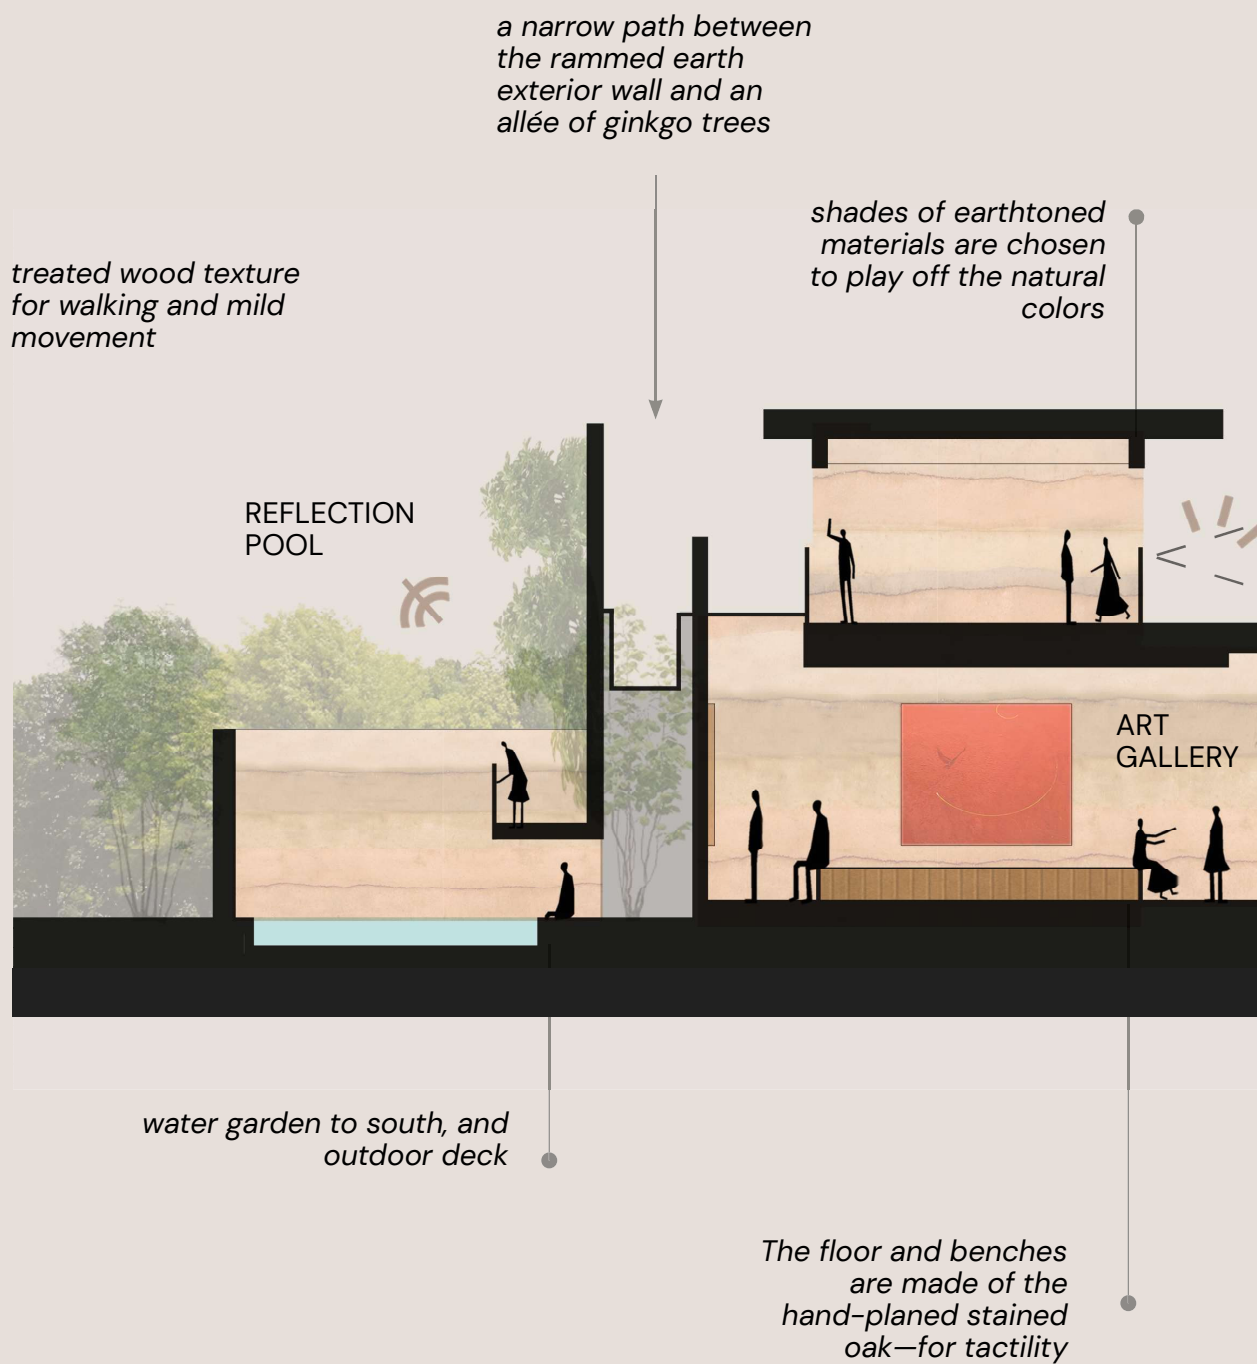 a narrow path between
the rammed earth
exterior wall and an
allée of ginkgo trees
shades of earthtoned
materials are chosen
to play off the natural
colors
treated wood texture
for walking and mild
movement
REFLECTION
POOL
ART
GALLERY
water garden to south, and
outdoor deck
The floor and benches
are made of the
hand-planed stained
oak—for tactility